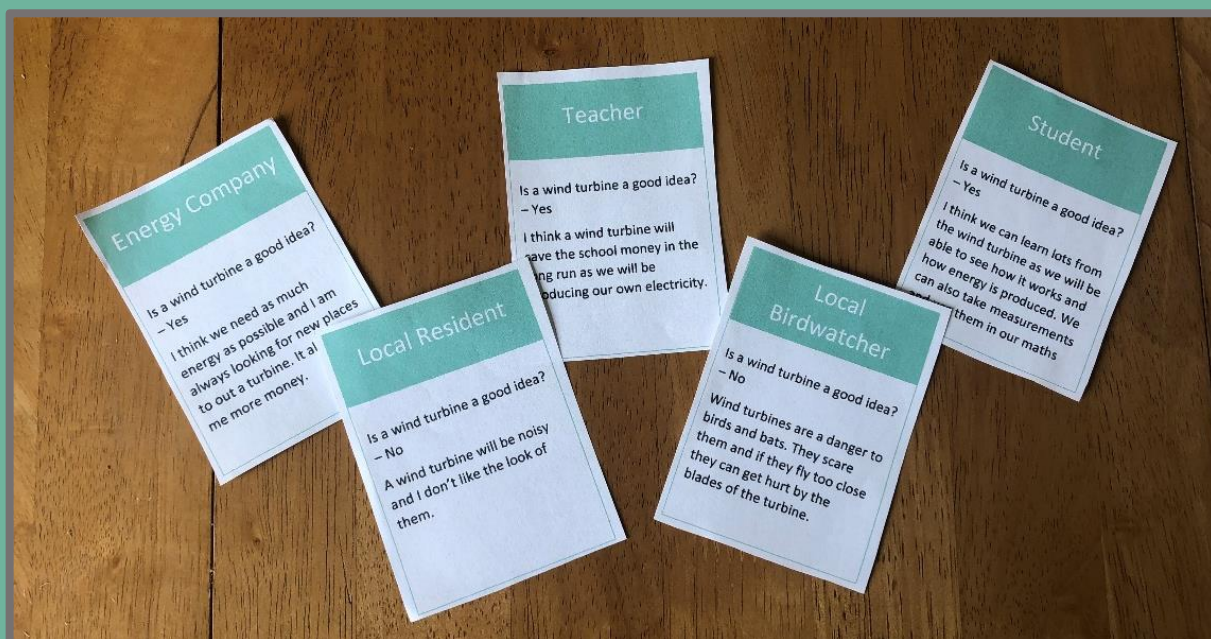 Energy Company
Is a wind turbine a good idea?
– Yes
I think we need as much
energy as possible and I am
always looking for new places
to out a turbine. It al
me more money.
Local Resident
Is a wind turbine a good idea?
– No
A wind turbine will be noisy
and I don't like the look of
them.
Teacher
Is a wind turbine a good idea?
– Yes
I think a wind turbine will
save the school money in the
long run as we will be
producing our own electricity.
Local
Birdwatcher
Is a wind turbine a good idea?
– No
Wind turbines are a danger to
birds and bats. They scare
them and if they fly too close
they can get hurt by the
blades of the turbine.
Student
Is a wind turbine a good idea?
– Yes
I think we can learn lots from
the wind turbine as we will be
able to see how it works and
how energy is produced. We
can also take measurements
them in our maths